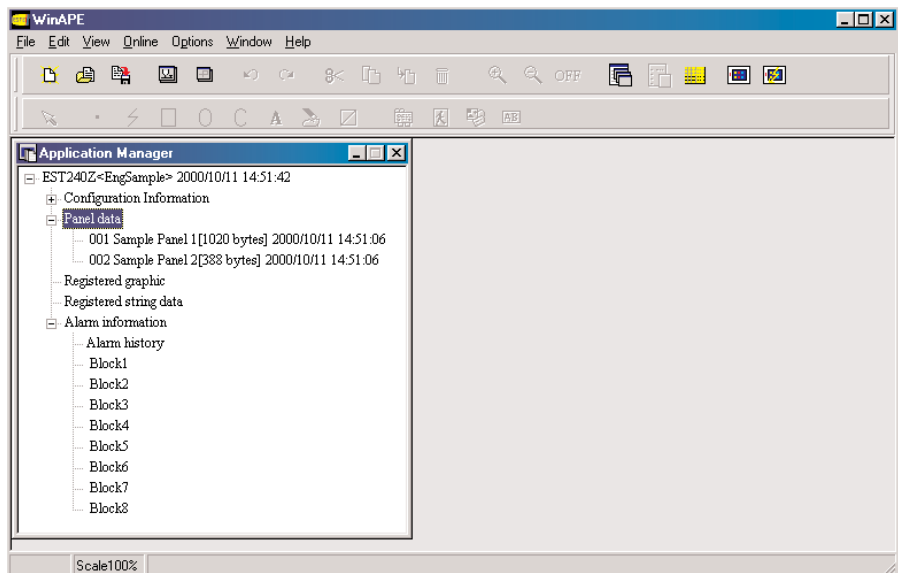 WinAPE
File Edit View Online Options Window Help
OFF
A AB
Application Manager
EST240Z<EngSample> 2000/10/11 14:51:42
Configuration Information
Panel data
001 Sample Panel 1[1020 bytes] 2000/10/11 14:51:06
002 Sample Panel 2[388 bytes] 2000/10/11 14:51:06
Registered graphic
Registered string data
Alarm information
Alarm history
Block1
Block2
Block3
Block4
Block5
Block6
Block7
Block8
Scale100%